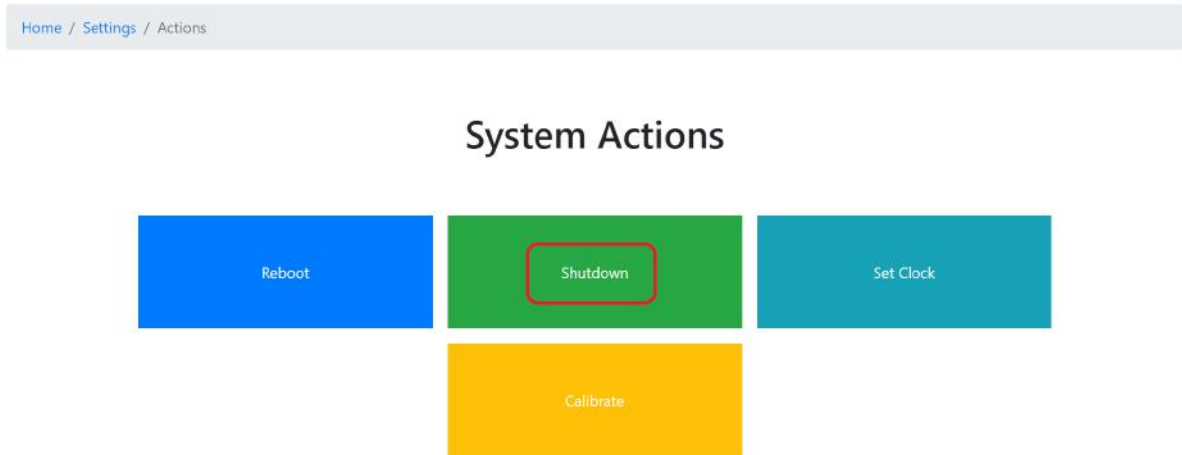 Home / Settings / Actions
System Actions
Reboot
Shutdown
Set Clock
Calibrate